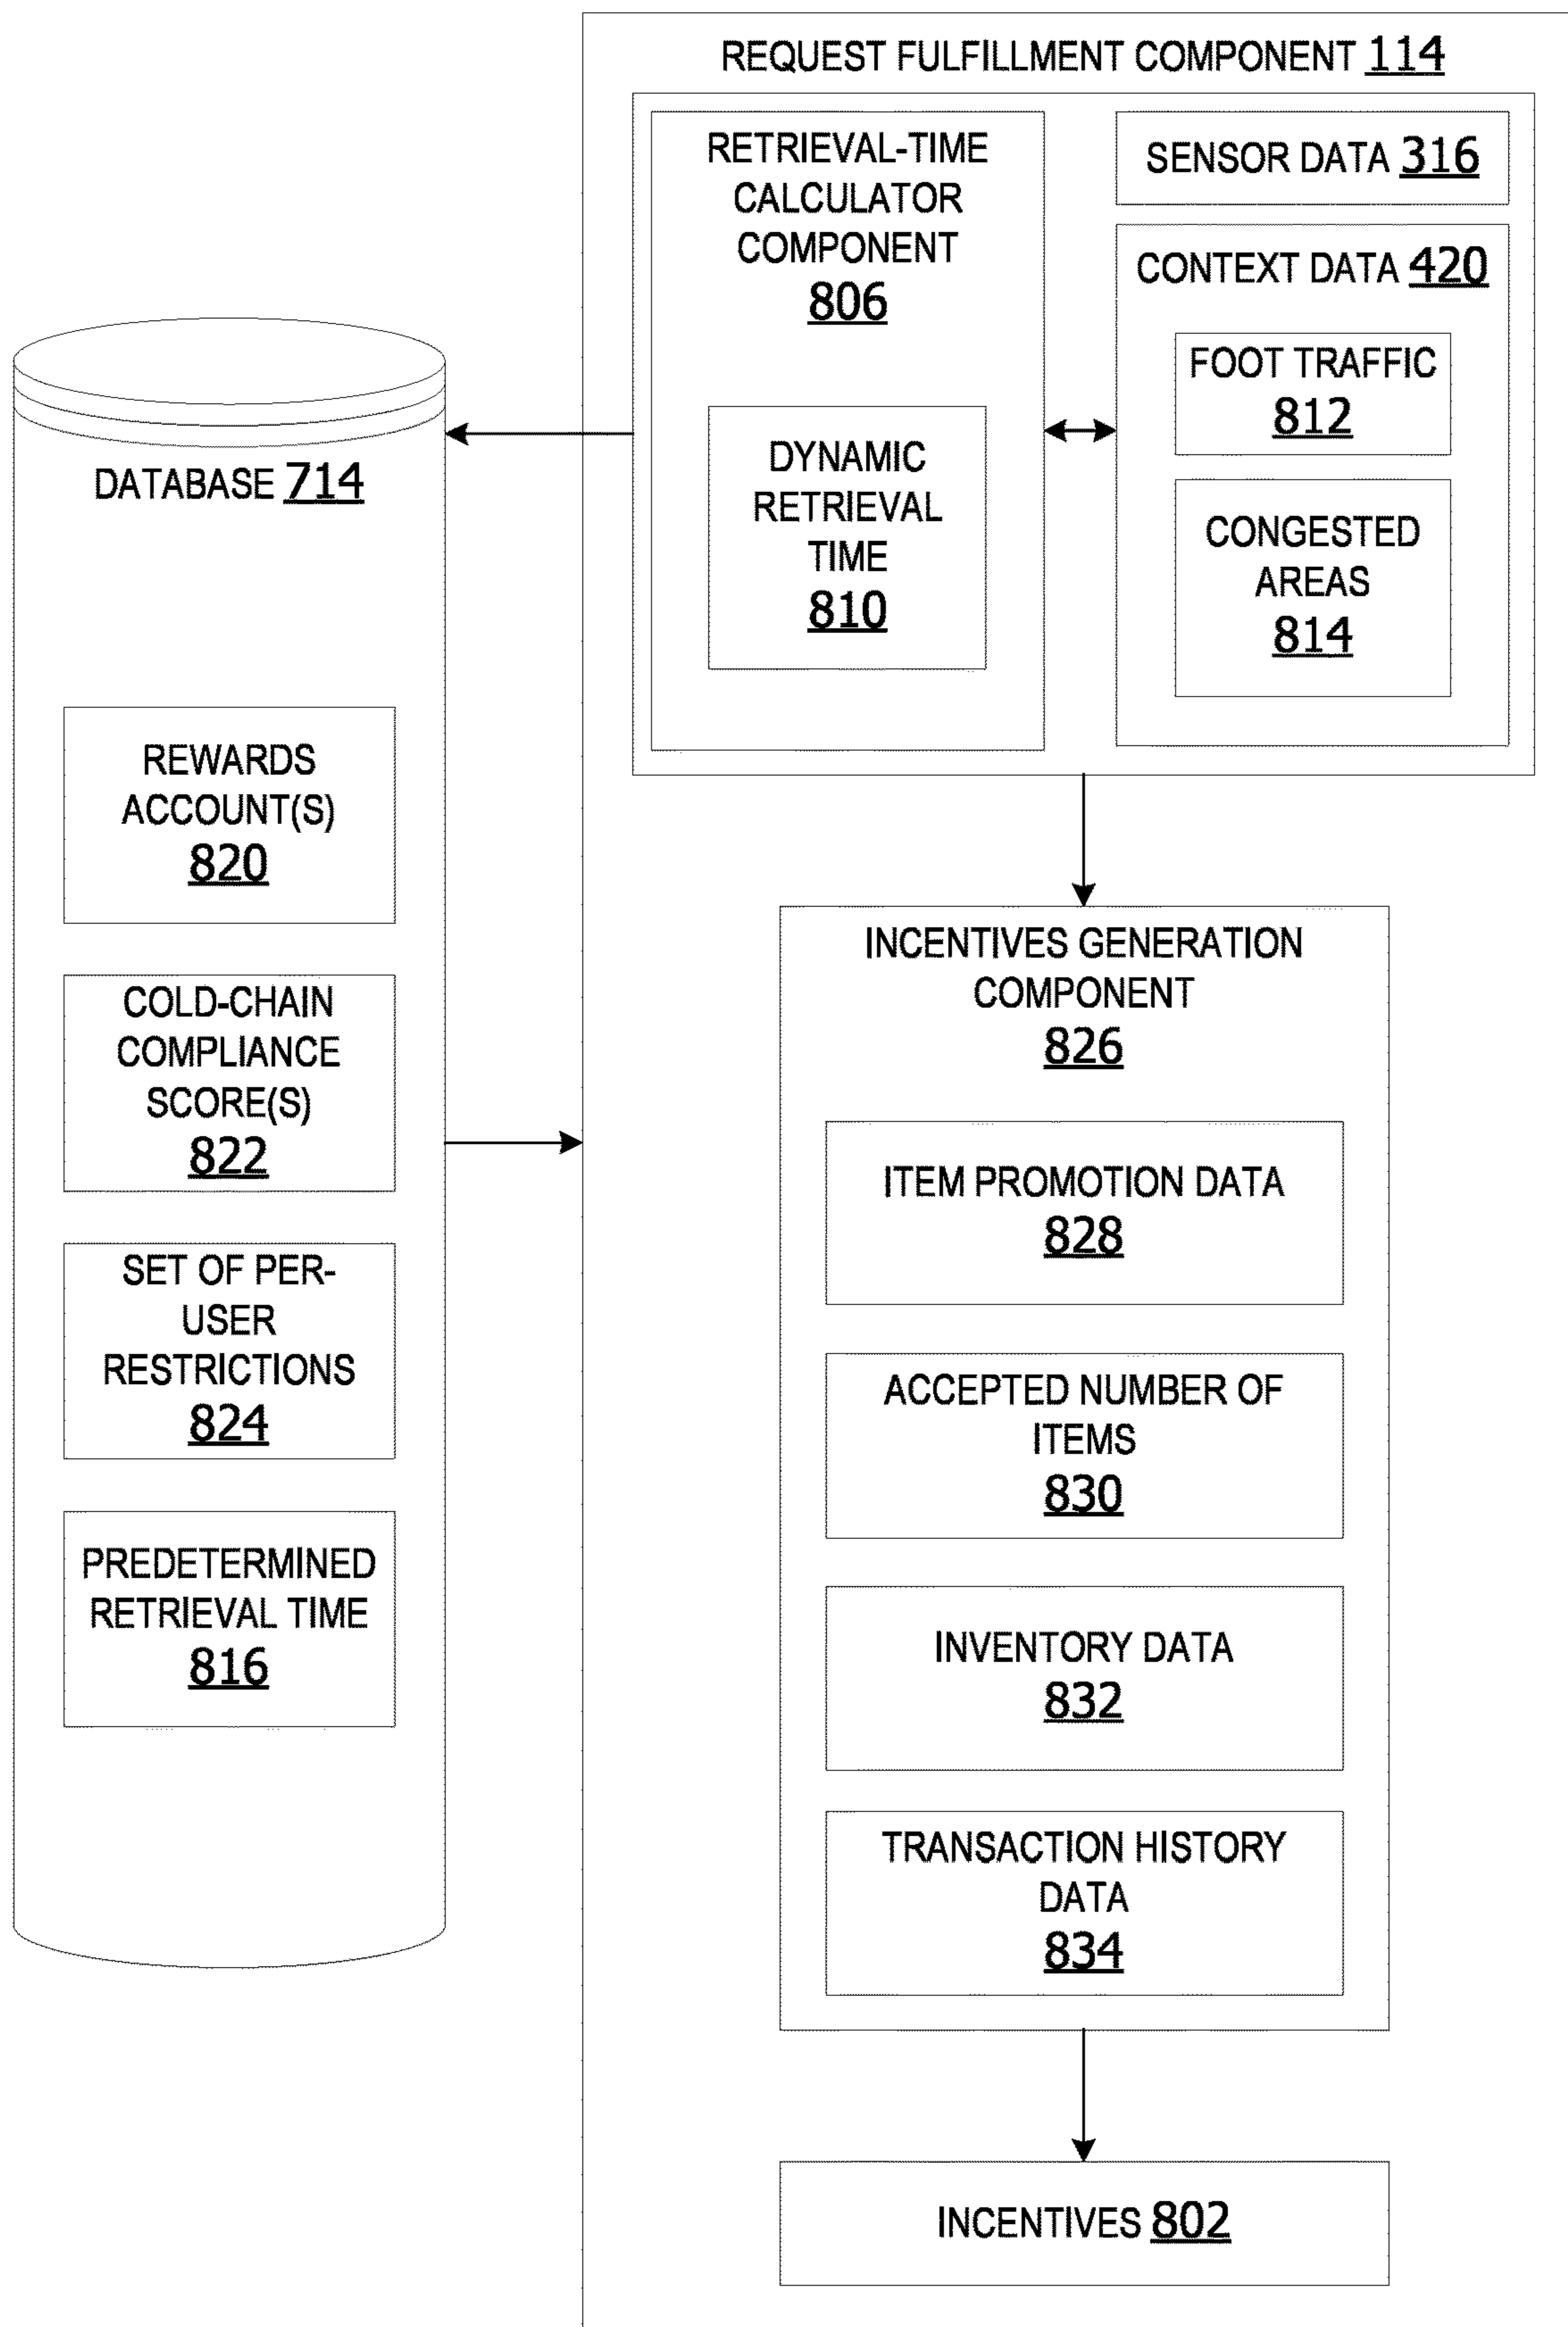 REQUEST FULFILLMENT COMPONENT 114
RETRIEVAL-TIME
CALCULATOR
COMPONENT
806
DYNAMIC
RETRIEVAL
TIME
810
SENSOR DATA 316
CONTEXT DATA 420
FOOT TRAFFIC
812
CONGESTED
AREAS
814
DATABASE 714
REWARDS
ACCOUNT(S)
820
COLD-CHAIN
COMPLIANCE
SCORE(S)
822
SET OF PER-
USER
RESTRICTIONS
824
PREDETERMINED
RETRIEVAL TIME
816
INCENTIVES GENERATION
COMPONENT
826
ITEM PROMOTION DATA
828
ACCEPTED NUMBER OF
ITEMS
830
INVENTORY DATA
832
TRANSACTION HISTORY
DATA
834
INCENTIVES 802